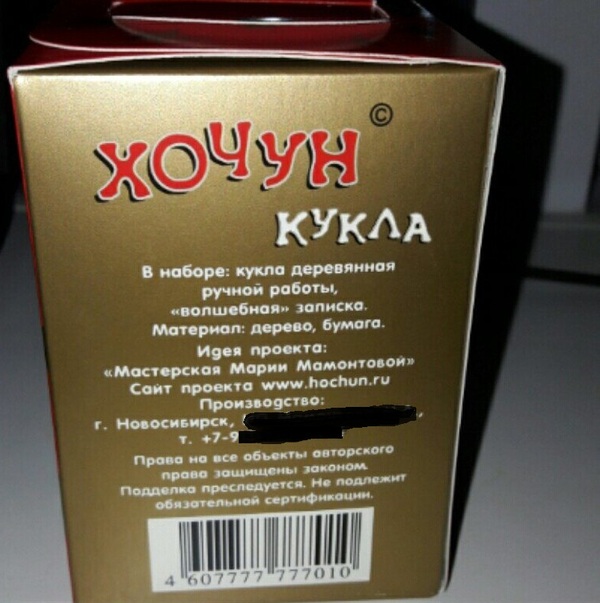 ©
ХОЧУН
КУКЛА
В наборе: кукла деревянная
ручной работы,
«волшебная» записка.
Материал: дерево, бумага.
Идея проекта:
«Мастерская Марии Мамонтовой»
Сайт проекта www.hochun.ru
Производство:
г. Новосибирск, ,
т. +7-9
Права на все объекты авторского
права защищены законом.
Подделка преследуется. Не подлежит
обязательной сертификации.
4 607777 777010